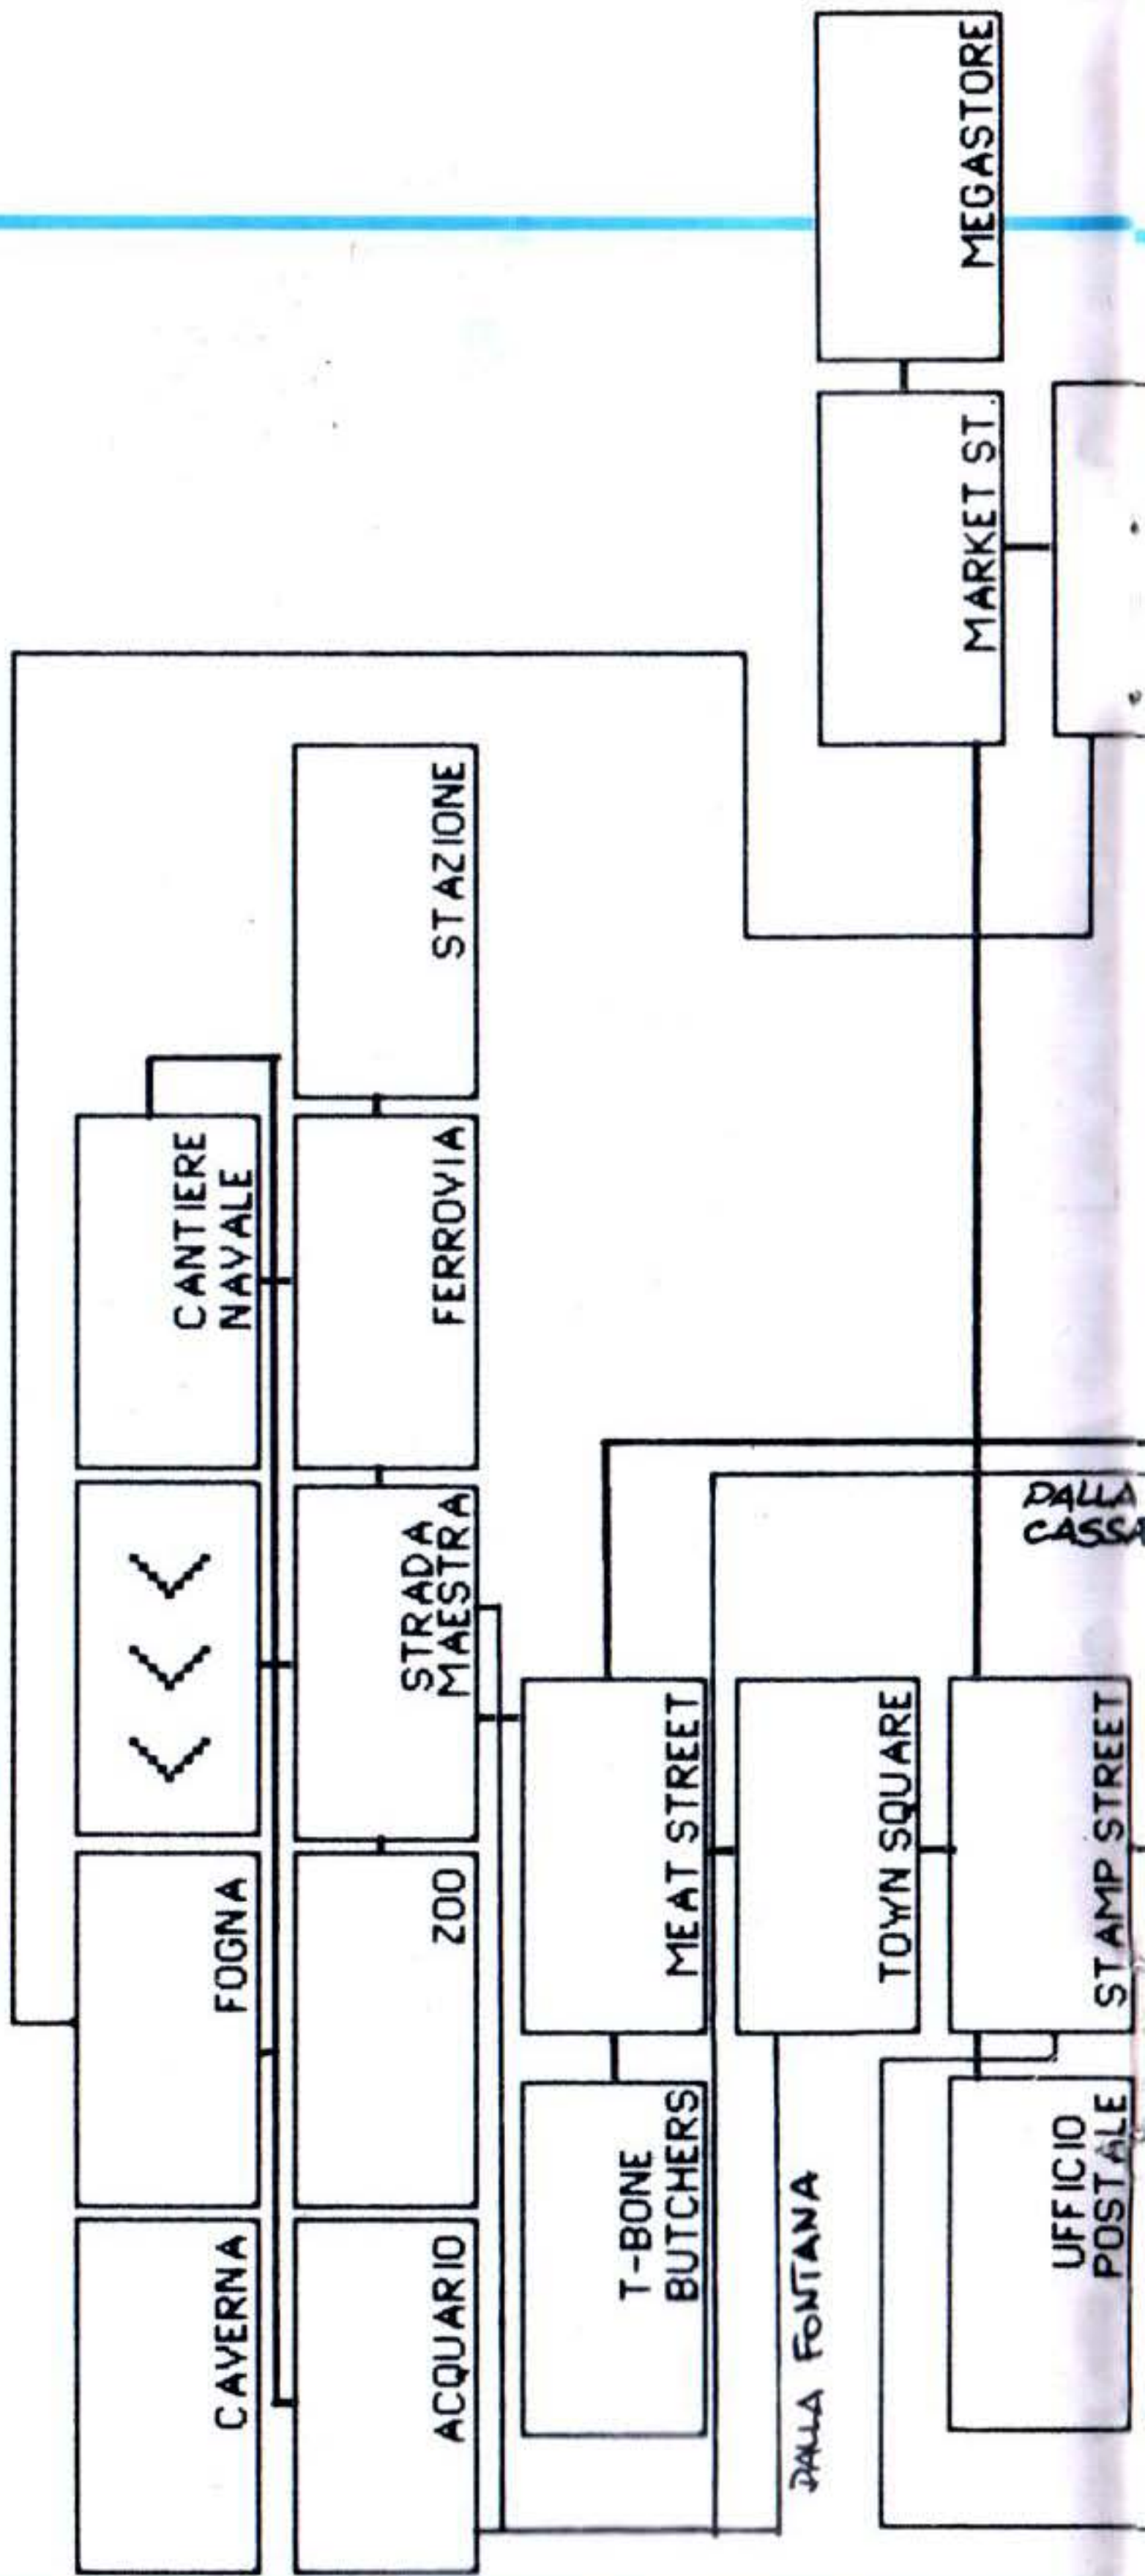 CAVERNA
FOGNA
CANTIERE
NAVALE
ACQUARIO
ZOO
STRADA
MAESTRA
FERROVIA
STAZIONE
T-BONE
BUTCHERS
MEAT STREET
DALLA FONTANA
TOWN SQUARE
UFFICIO
POSTALE
STAMP STREET
DALLA
CASSA
MARKET ST.
MEGASTORE